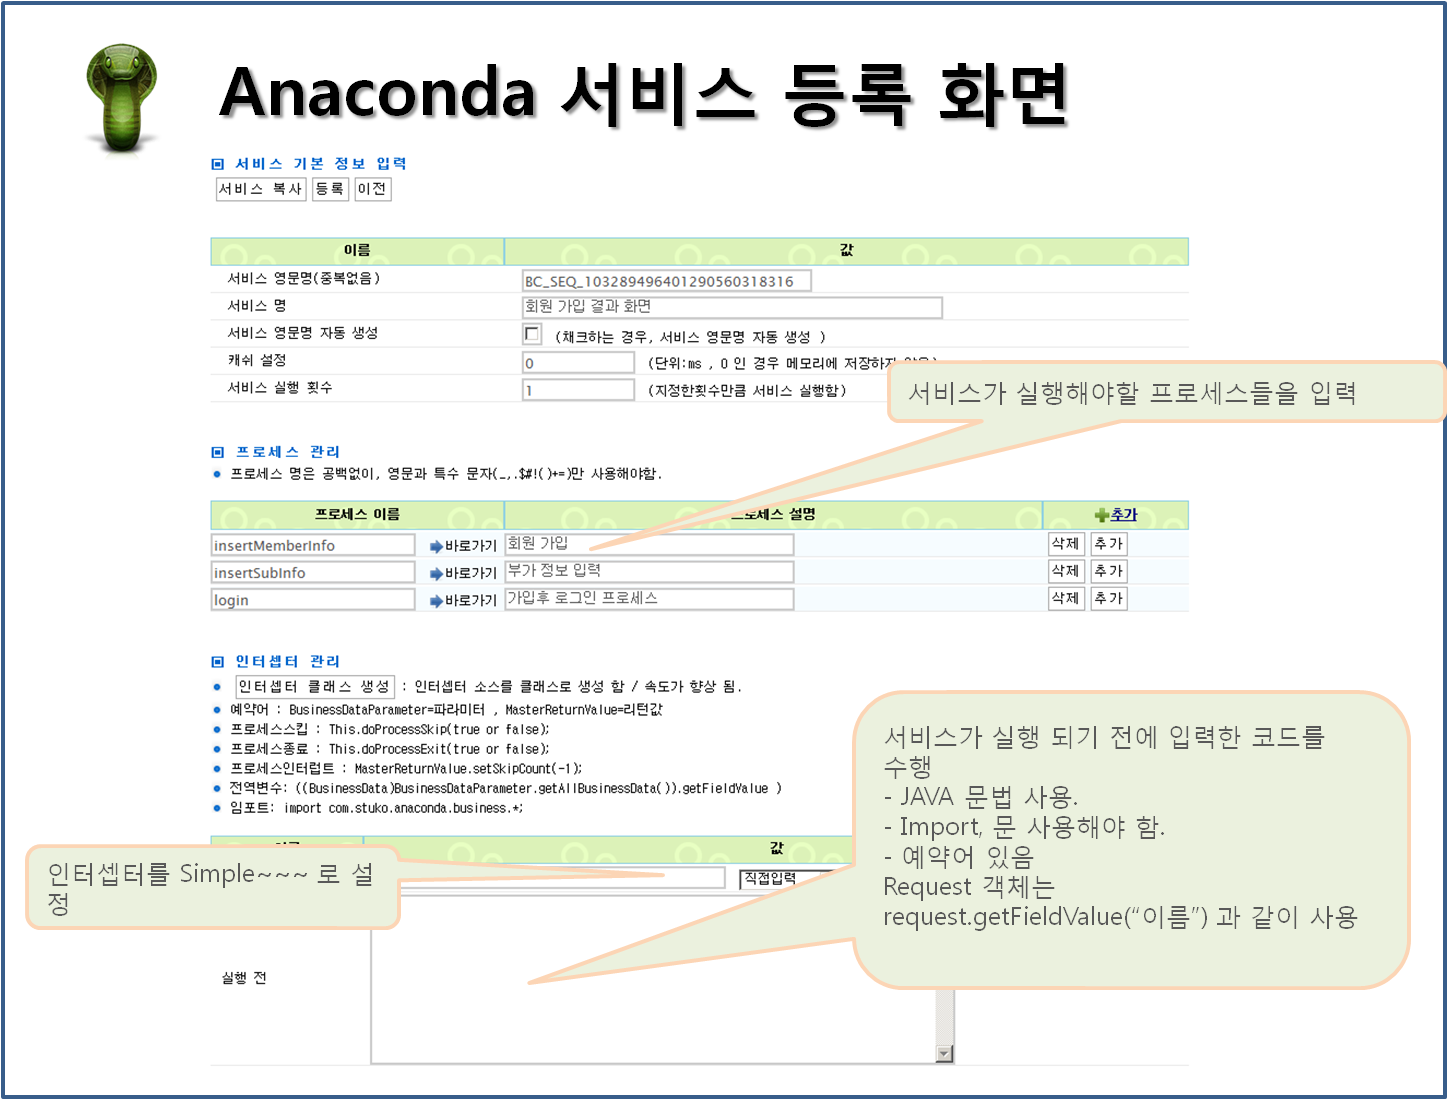 Anaconda 서비스 등록 화면
서비스 기본 정보 입력
서비스 복사 등록 이전
이름 값
서비스 영문명(중복없음) BC_SEQ_103289496401290560318316
서비스 명 회원 가입 결과 화면
서비스 영문명 자동 생성 (채크하는 경우, 서비스 영문명 자동 생성 )
캐쉬 설정 0 (단위:ms , 0 인 경우 메모리에 저장하지
서비스 실행 횟수 1 (지정한횟수만큼 서비스 실행함)
서비스가 실행해야할 프로세스들을 입력
프로세스 관리
프로세스 명은 공백없이, 영문과 특수 문자(_,.$#!()+=)만 사용해야함.
프로세스 이름 프로세스 설명 추가
insertMemberInfo 바로가기 회원 가입 삭제 추가
insertSubInfo 바로가기 부가 정보 입력 삭제 추가
login 바로가기 가입후 로그인 프로세스 삭제 추가
인터셉터 관리
인터셉터 클래스 생성 : 인터셉터 소스를 클래스로 생성 함 / 속도가 향상 됨.
예약어 : BusinessDataParameter=파라미터 , MasterReturnValue=리턴값
프로세스스킵 : This.doProcessSkip(true or false);
프로세스종료 : This.doProcessExit(true or false);
프로세스인터럽트 : MasterReturnValue.setSkipCount(-1);
전역변수: ((BusinessData)BusinessDataParameter.getAllBusinessData()).getFieldValue )
임포트: import com.stuko.anaconda.business.*;
값
직접입력
인터셉터를 Simple~~~ 로 설
정
서비스가 실행 되기 전에 입력한 코드를
수행
- JAVA 문법 사용.
- Import, 문 사용해야 함.
- 예약어 있음
Request 객체는
request.getFieldValue(“이름”) 과 같이 사용
실행 전